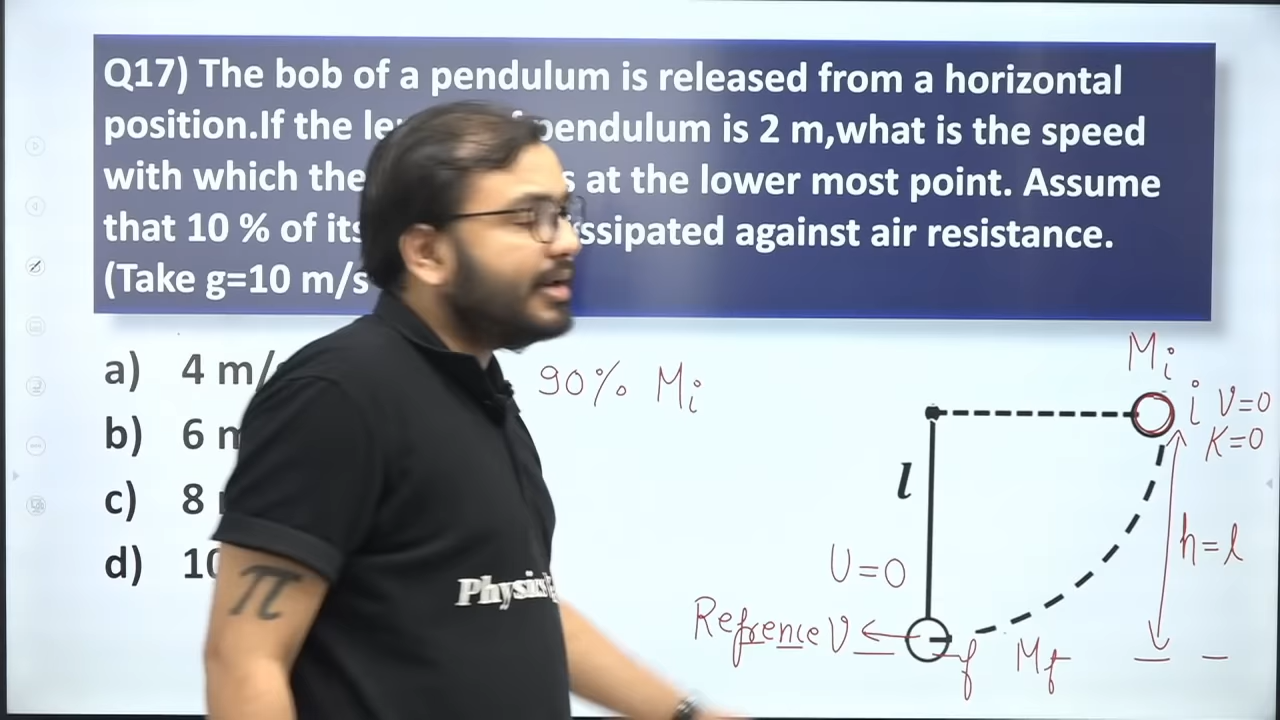 Q17) The bob of a pendulum is released from a horizontal
position.If the pendulum is 2 m,what is the speed
with which the at the lower most point. Assume
that 10 % of its ssipated against air resistance.
(Take g=10 m/s
a) 4 m/
b) 6 m
c) 8
d) 10
90% Mi
Mi
i V=0
K=0
l
h=l
U=0
Refrence V
f Mf
π
Physics